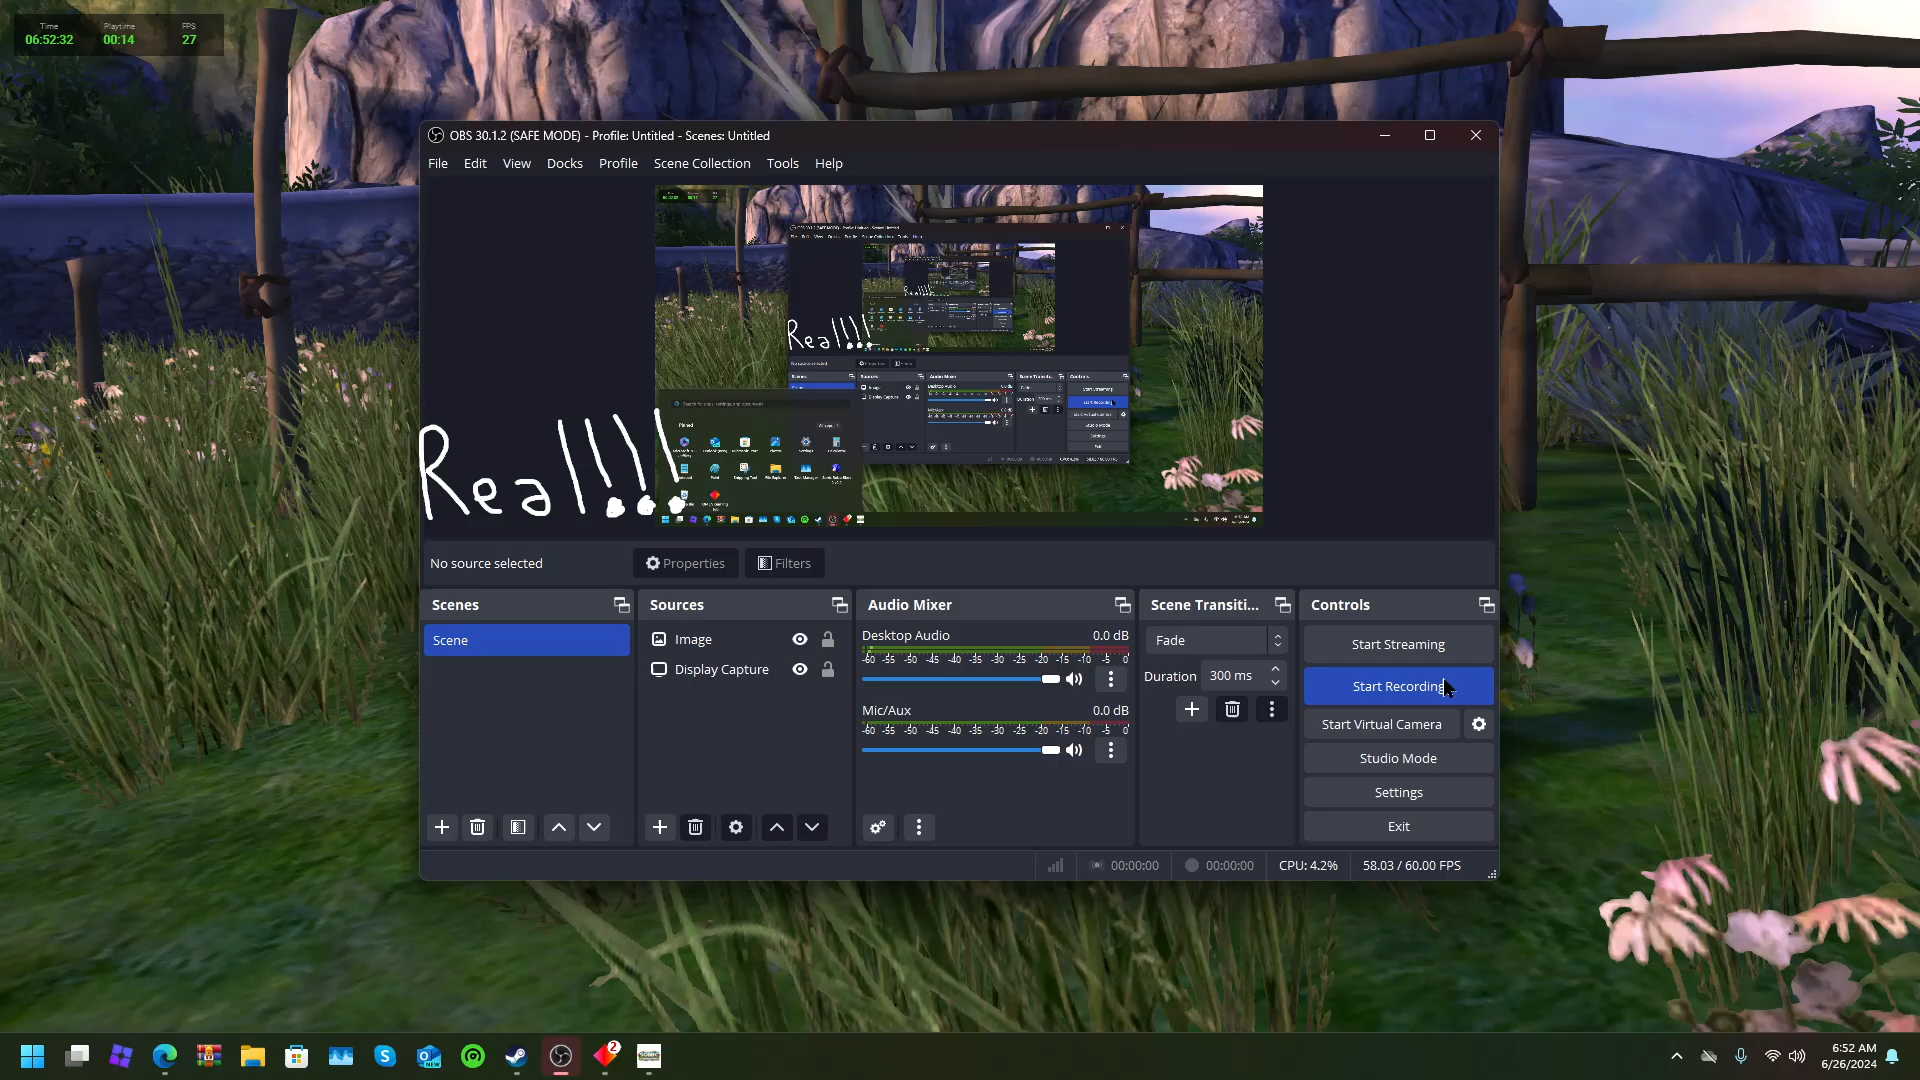 Time Playtime FPS
06:52:32 00:14 27
OBS 30.1.2 (SAFE MODE) - Profile: Untitled - Scenes: Untitled
File Edit View Docks Profile Scene Collection Tools Help
Real!!!
No source selected Properties Filters
Scenes Sources Audio Mixer Scene Transiti... Controls
Scene
Image
Display Capture
Desktop Audio 0.0 dB
-60 -55 -50 -45 -40 -35 -30 -25 -20 -15 -10 -5 0
Mic/Aux 0.0 dB
-60 -55 -50 -45 -40 -35 -30 -25 -20 -15 -10 -5 0
Fade
Duration 300 ms
Start Streaming
Start Recording
Start Virtual Camera
Studio Mode
Settings
Exit
00:00:00 00:00:00 CPU: 4.2% 58.03 / 60.00 FPS
NEW
2
SONIC
6:52 AM
6/26/2024